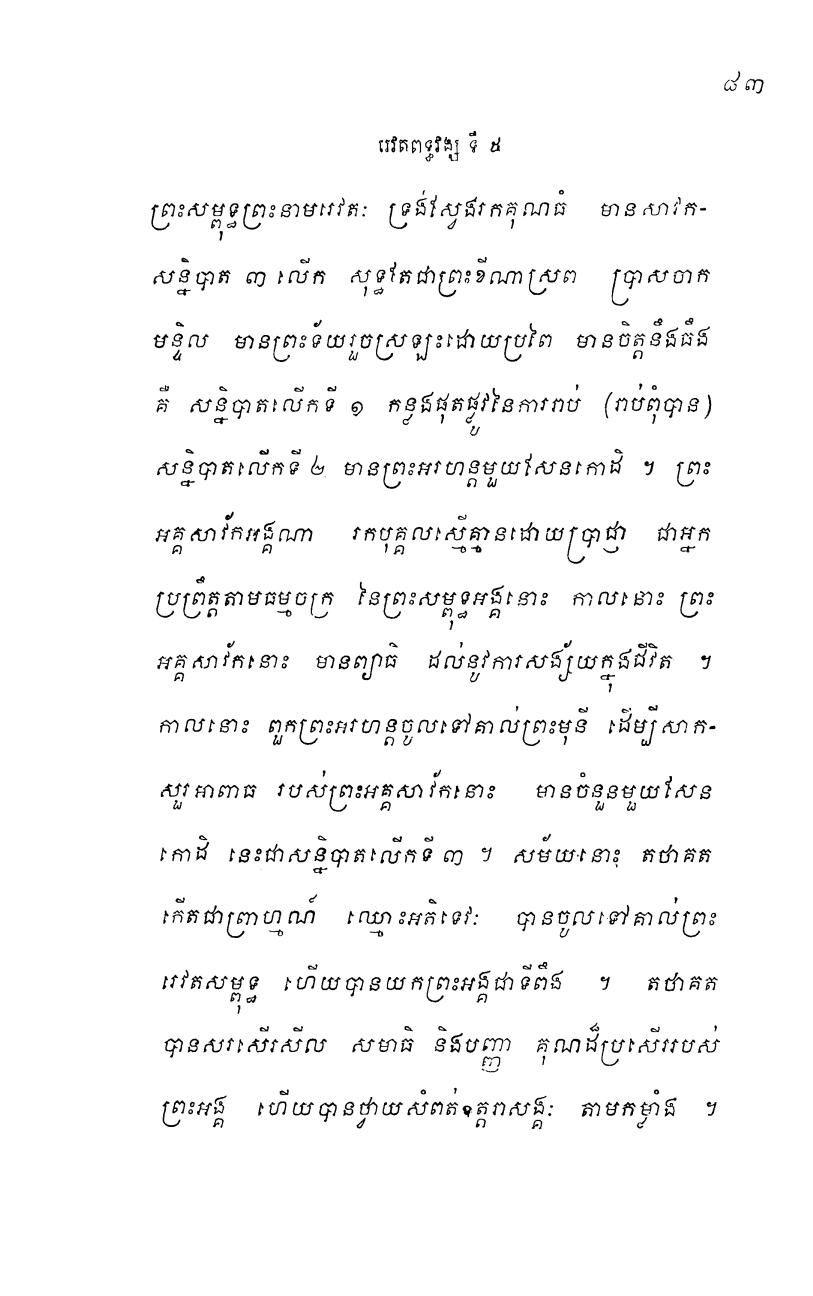 ៨៣
រេវតពទ្ធវង្ស ទី ៥
ព្រះសម្ពុទ្ធព្រះនាមរេវតៈ ទ្រង់ស្វែងរកគុណធំ មានសាវក-
សន្និបាត ៣ លើក សុទ្ធតែជាព្រះខីណាស្រព ប្រាសចាក
មន្ទិល មានព្រះទ័យរួចស្រឡះដោយប្រពៃ មានចិត្តនឹងធឹង
គឺ សន្និបាតលើកទី ១ កន្លងផុតផ្លូវនៃការរាប់ (រាប់ពុំបាន)
សន្និបាតលើកទី ២ មានព្រះអរហន្តមួយសែនកោដិ ។ ព្រះ
អគ្គសាវ័កអង្គណា រកបុគ្គលស្មើគ្មានដោយប្រាជ្ញា ជាអ្នក
ប្រព្រឹត្តតាមធម្មចក្រ នៃព្រះសម្ពុទ្ធអង្គនោះ កាលនោះ ព្រះ
អគ្គសាវ័កនោះ មានព្យាធិ ដល់នូវការសង្ស័យក្នុងជីវិត ។
កាលនោះ ពួកព្រះអរហន្តចូលទៅគាល់ព្រះមុនី ដើម្បីសាក-
សួរអាពាធ របស់ព្រះអគ្គសាវ័កនោះ មានចំនួនមួយសែន
កោដិ នេះជាសន្និបាតលើកទី ៣ ។ សម័យនោះ តថាគត
កើតជាព្រាហ្មណ៍ ឈ្មោះអតិទេវៈ បានចូលទៅគាល់ព្រះ
រេវតសម្ពុទ្ធ ហើយបានយកព្រះអង្គជាទីពឹង ។ តថាគត
បានសរសើរសីល សមាធិ និងបញ្ញា គុណដ៏ប្រសើររបស់
ព្រះអង្គ ហើយបានថ្វាយសំពត់ឧត្តរាសង្គៈ តាមកម្លាំង ។